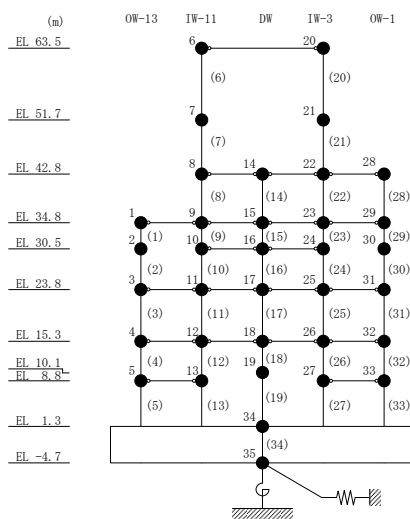 (m) OW-13 IW-11 DW IW-3 OW-1
EL 63.5 6 20
(6) (20)
EL 51.7 7 21
(7) (21)
EL 42.8 8 14 22 28
(8) (14) (22) (28)
EL 34.8 1 9 15 23 29
(1) (9) (15) (23) (29)
EL 30.5 2 10 16 24 30
(2) (10) (16) (24) (30)
EL 23.8 3 11 17 25 31
(3) (11) (17) (25) (31)
EL 15.3 4 12 18 26 32
(4) (12) (18) (26) (32)
EL 10.1 19
EL 8.8 5 13 27 33
(5) (13) (19) (27) (33)
EL 1.3 34
(34)
EL -4.7 35